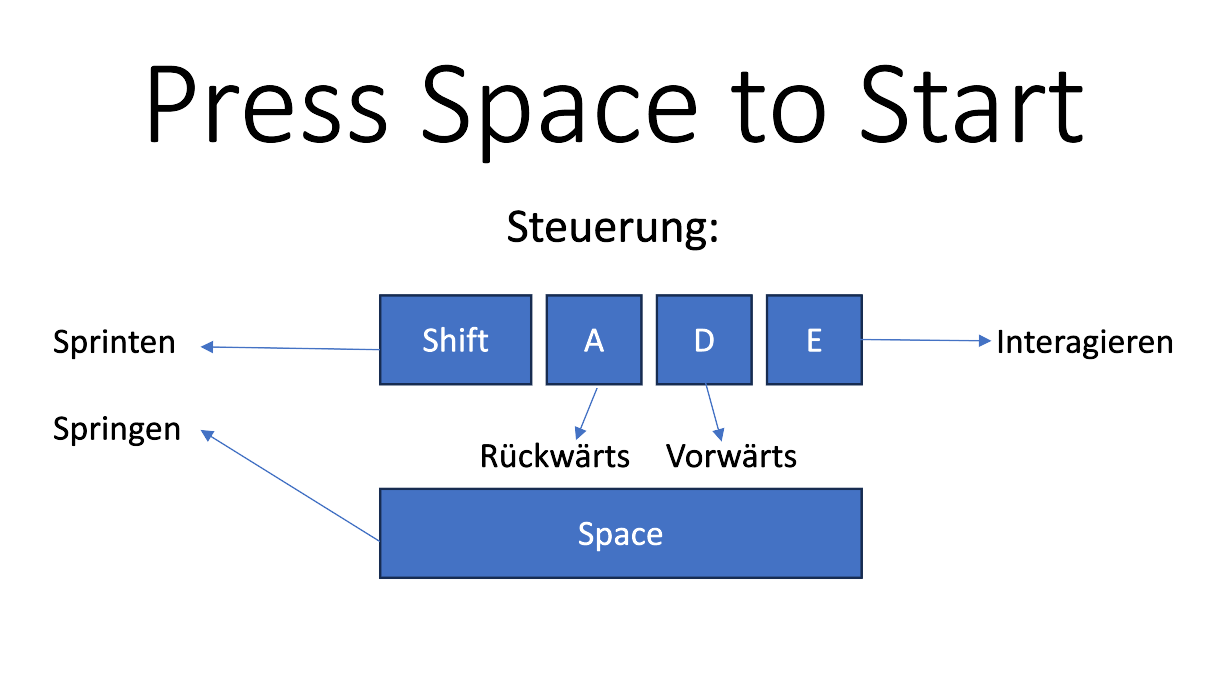 Press Space to Start
Steuerung:
Sprinten
Shift
A
D
E
Interagieren
Springen
Rückwärts
Vorwärts
Space